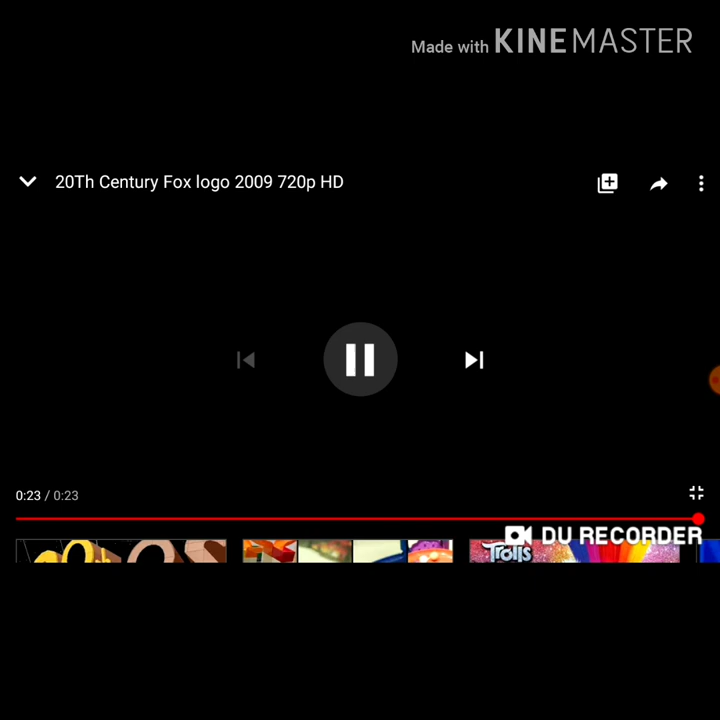 Made with KINEMASTER
20Th Century Fox logo 2009 720p HD
0:23 / 0:23
DU RECORDER
TROLLS